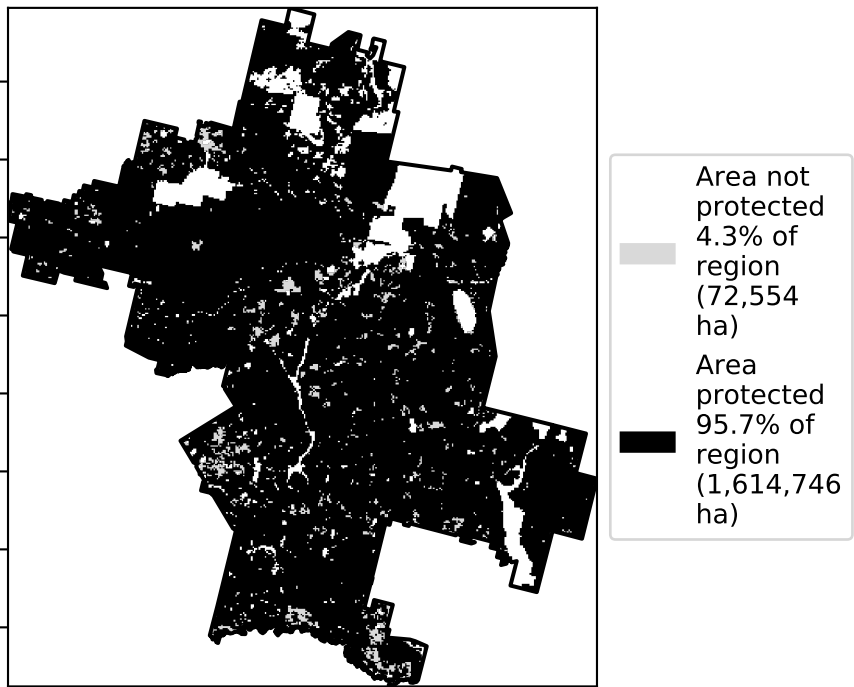 Area not
protected
4.3% of
region
(72,554
ha)
Area
protected
95.7% of
region
(1,614,746
ha)